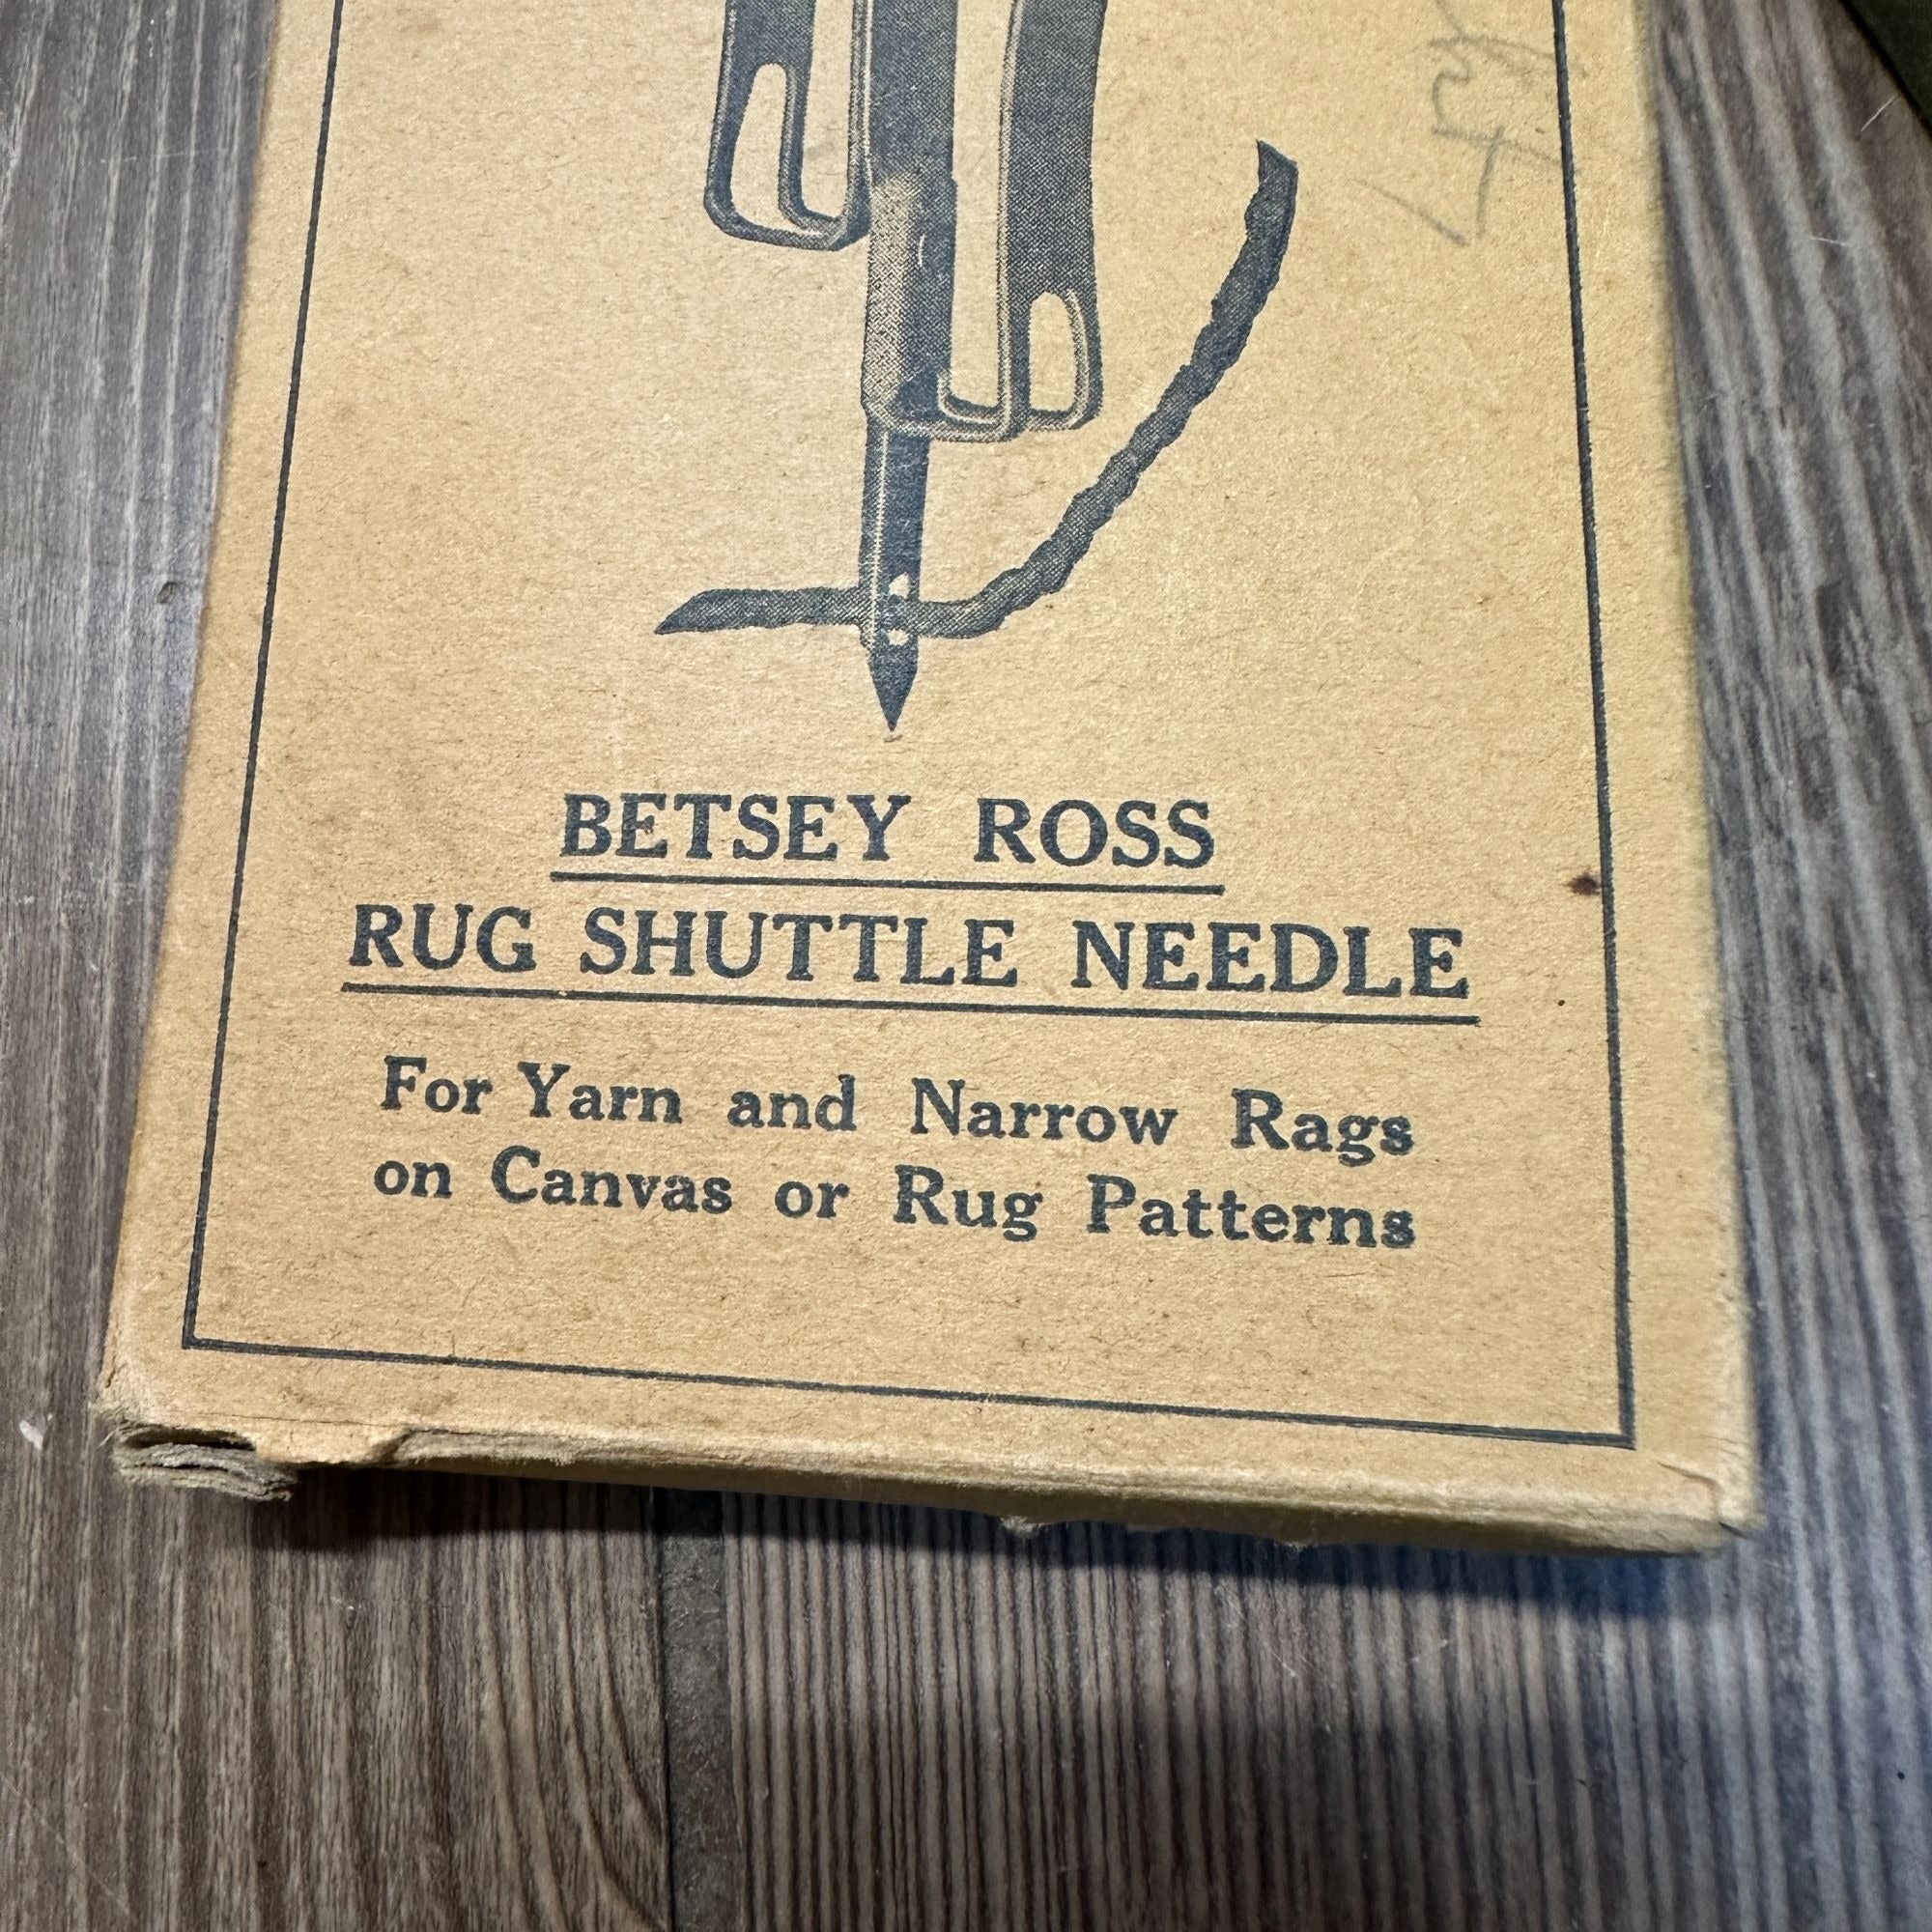 BETSEY ROSS
RUG SHUTTLE NEEDLE
For Yarn and Narrow Rags
on Canvas or Rug Patterns